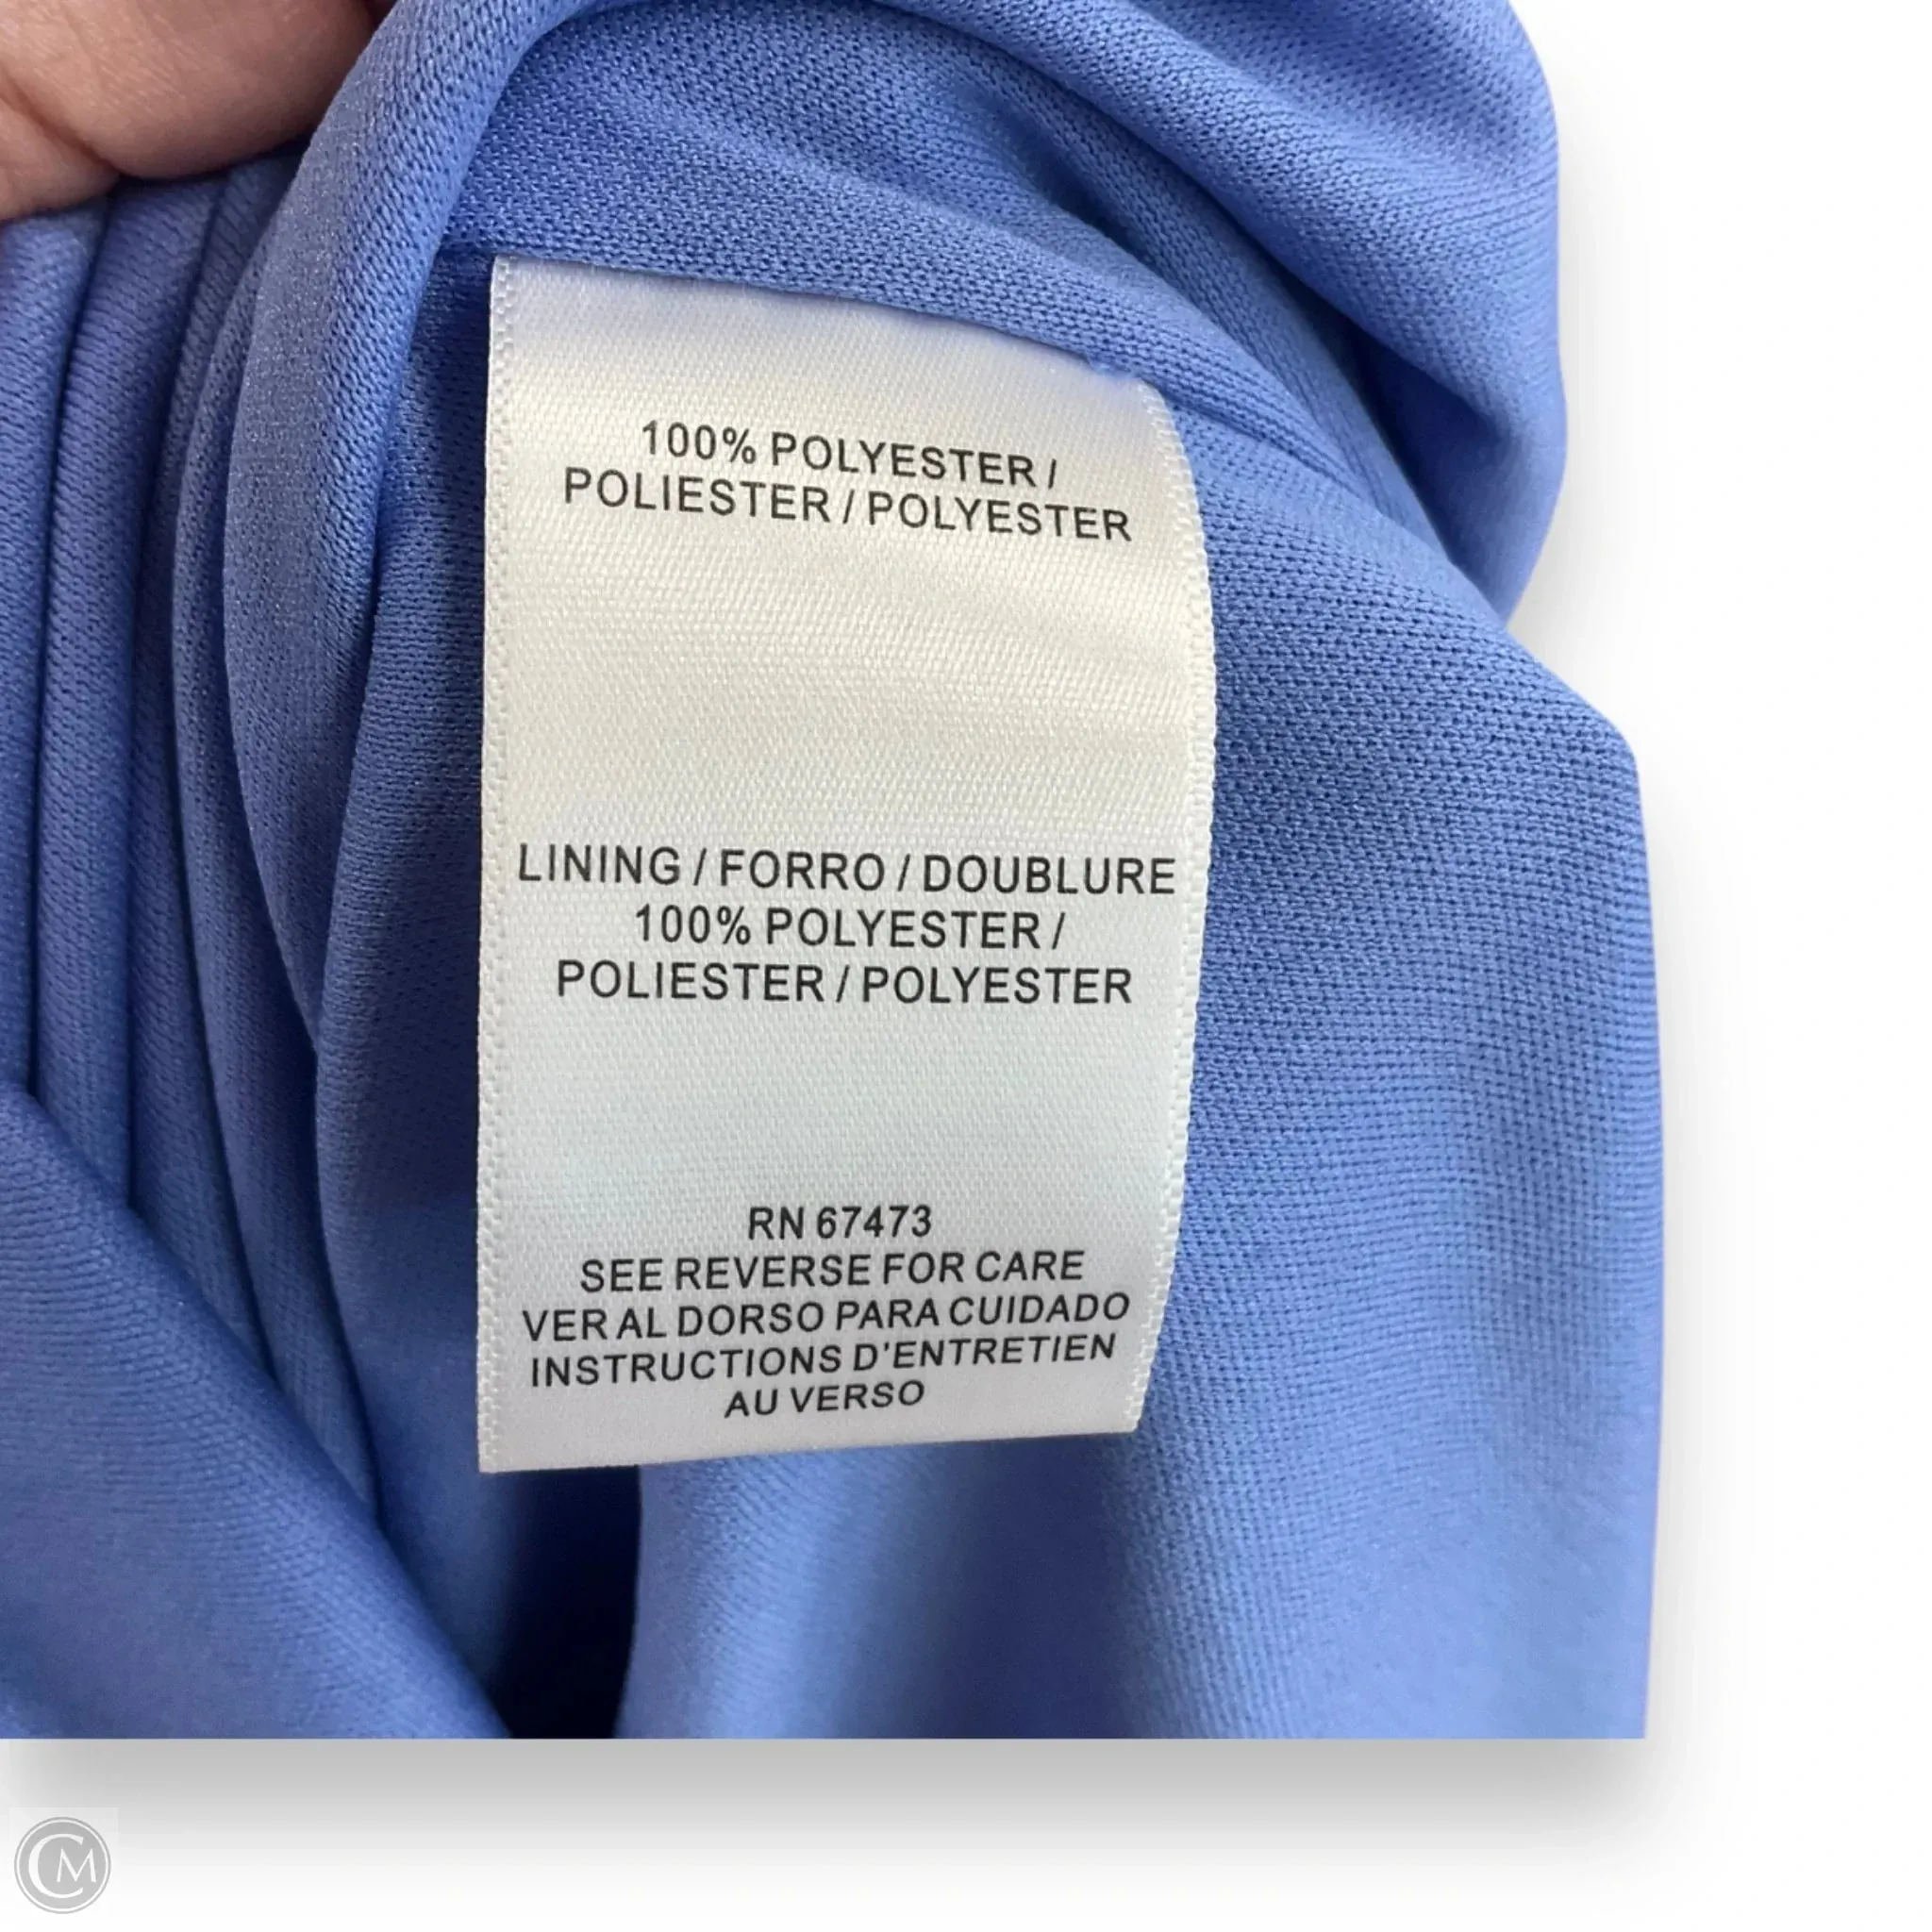 100% POLYESTER /
POLIESTER / POLYESTER
LINING / FORRO / DOUBLURE
100% POLYESTER /
POLIESTER / POLYESTER
RN 67473
SEE REVERSE FOR CARE
VER AL DORSO PARA CUIDADO
INSTRUCTIONS D'ENTRETIEN
AU VERSO
CM